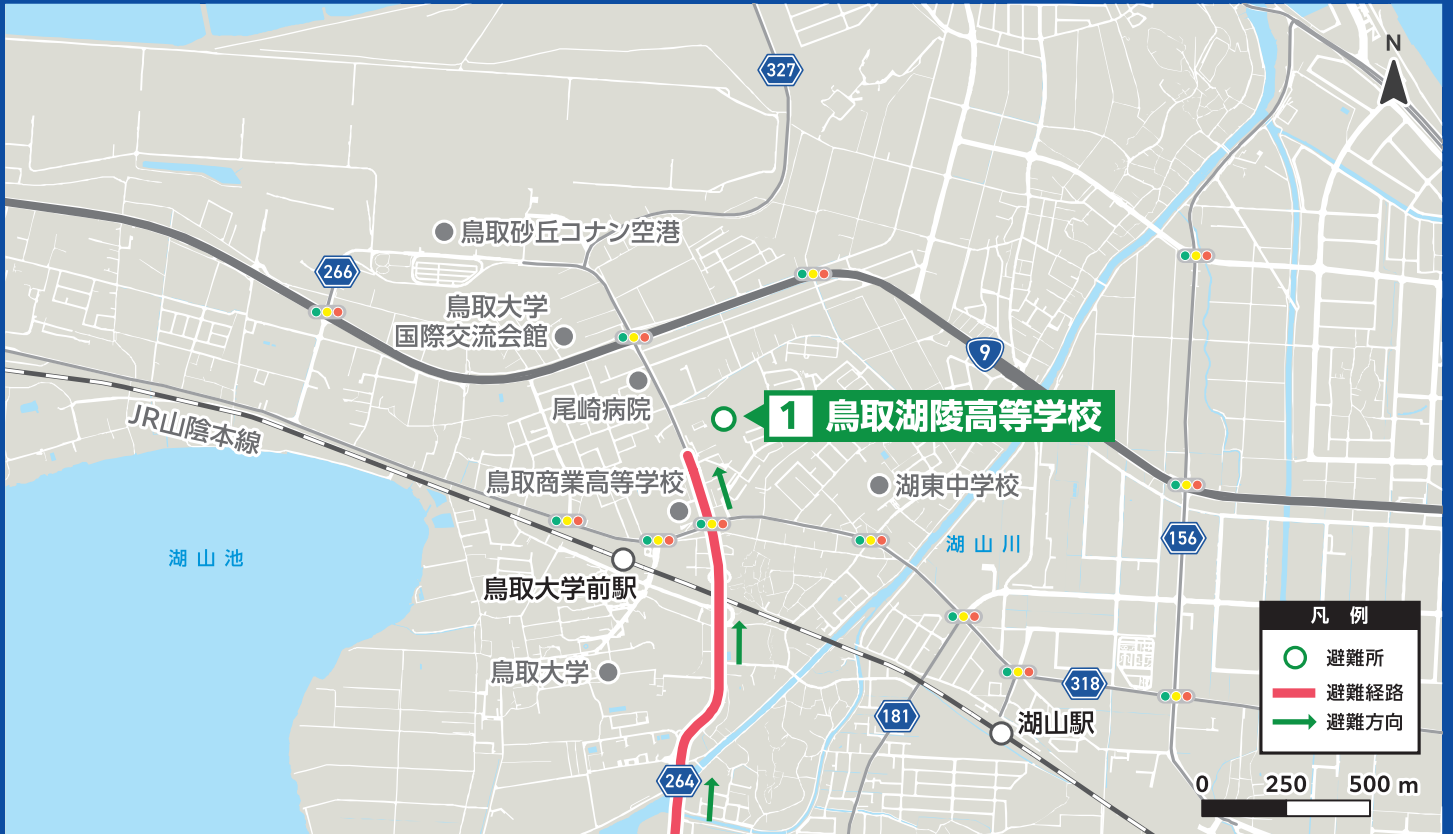 327
N
鳥取砂丘コナン空港
266
鳥取大学
国際交流会館
9
尾崎病院
1 鳥取湖陵高等学校
JR山陰本線
鳥取商業高等学校
湖東中学校
湖山池
湖山川
156
鳥取大学前駅
凡 例
避難所
避難経路
避難方向
鳥取大学
318
181
湖山駅
264
0 250 500 m